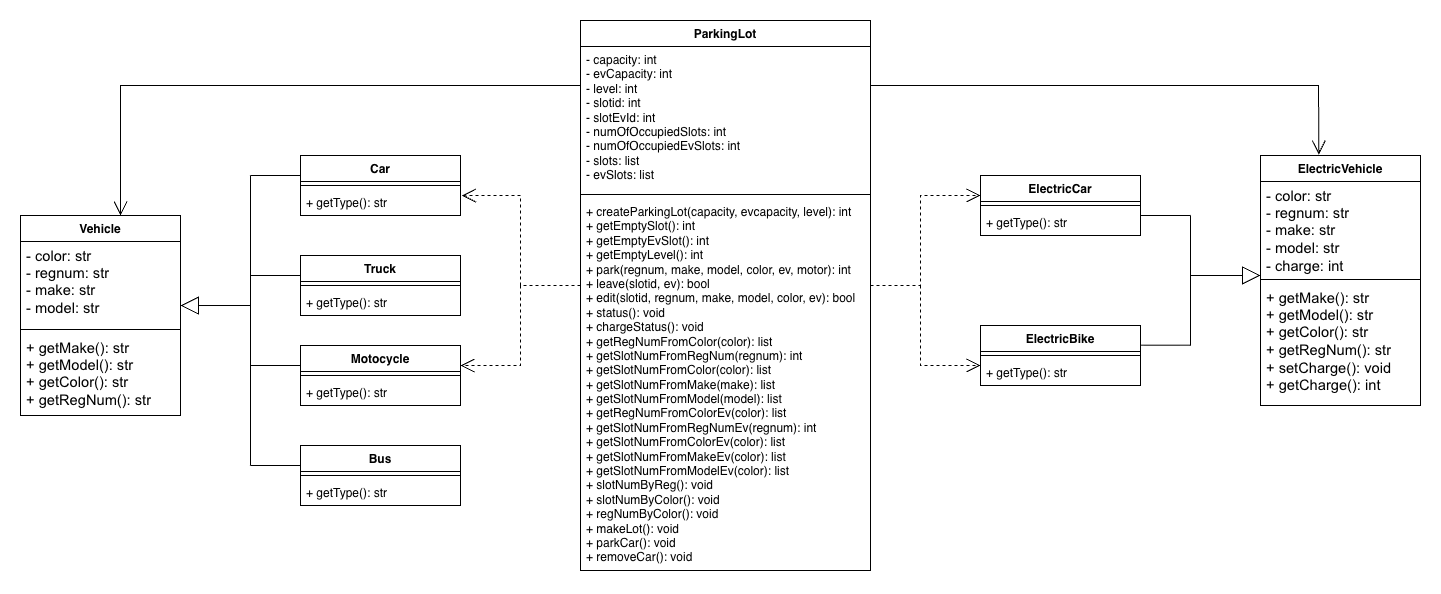 ParkingLot
- capacity: int
- evCapacity: int
- level: int
- slotid: int
- slotEvId: int
- numOfOccupiedSlots: int
- numOfOccupiedEvSlots: int
- slots: list
- evSlots: list
+ createParkingLot(capacity, evcapacity, level): int
+ getEmptySlot(): int
+ getEmptyEvSlot(): int
+ getEmptyLevel(): int
+ park(regnum, make, model, color, ev, motor): int
+ leave(slotid, ev): bool
+ edit(slotid, regnum, make, model, color, ev): bool
+ status(): void
+ chargeStatus(): void
+ getRegNumFromColor(color): list
+ getSlotNumFromRegNum(regnum): int
+ getSlotNumFromColor(color): list
+ getSlotNumFromMake(make): list
+ getSlotNumFromModel(model): list
+ getRegNumFromColorEv(color): list
+ getSlotNumFromRegNumEv(regnum): int
+ getSlotNumFromColorEv(color): list
+ getSlotNumFromMakeEv(color): list
+ getSlotNumFromModelEv(color): list
+ slotNumByReg(): void
+ slotNumByColor(): void
+ regNumByColor(): void
+ makeLot(): void
+ parkCar(): void
+ removeCar(): void
Vehicle
- color: str
- regnum: str
- make: str
- model: str
+ getMake(): str
+ getModel(): str
+ getColor(): str
+ getRegNum(): str
Car
+ getType(): str
Truck
+ getType(): str
Motocycle
+ getType(): str
Bus
+ getType(): str
ElectricCar
+ getType(): str
ElectricBike
+ getType(): str
ElectricVehicle
- color: str
- regnum: str
- make: str
- model: str
- charge: int
+ getMake(): str
+ getModel(): str
+ getColor(): str
+ getRegNum(): str
+ setCharge(): void
+ getCharge(): int